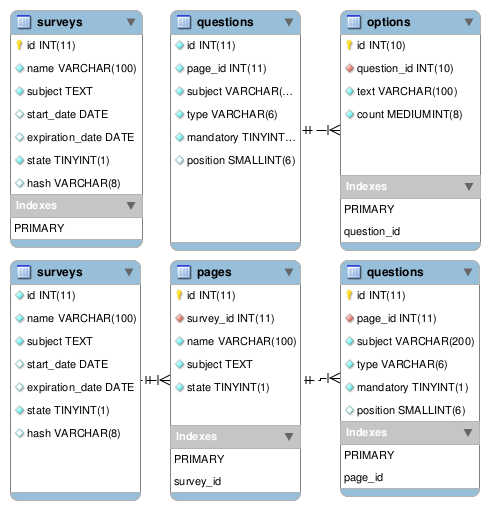 surveys
id INT(11)
name VARCHAR(100)
subject TEXT
start_date DATE
expiration_date DATE
state TINYINT(1)
hash VARCHAR(8)
Indexes
PRIMARY
questions
id INT(11)
page_id INT(11)
subject VARCHAR(...
type VARCHAR(6)
mandatory TINYINT...
position SMALLINT(6)
options
id INT(10)
question_id INT(10)
text VARCHAR(100)
count MEDIUMINT(8)
Indexes
PRIMARY
question_id
surveys
id INT(11)
name VARCHAR(100)
subject TEXT
start_date DATE
expiration_date DATE
state TINYINT(1)
hash VARCHAR(8)
pages
id INT(11)
survey_id INT(11)
name VARCHAR(100)
subject TEXT
state TINYINT(1)
Indexes
PRIMARY
survey_id
questions
id INT(11)
page_id INT(11)
subject VARCHAR(200)
type VARCHAR(6)
mandatory TINYINT(1)
position SMALLINT(6)
Indexes
PRIMARY
page_id